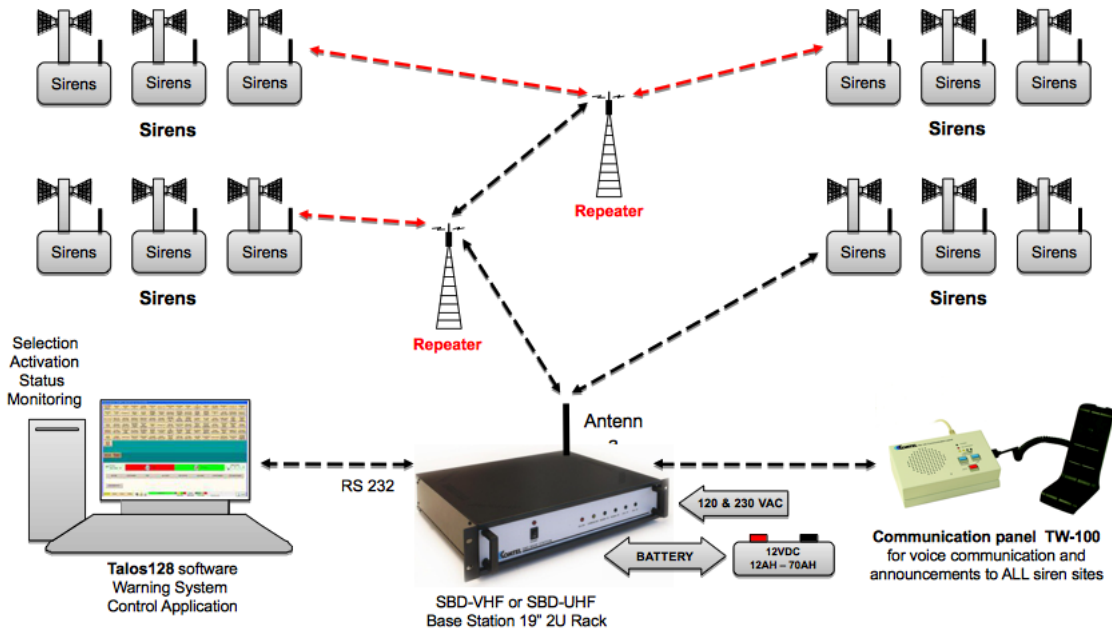 Sirens Sirens Sirens
Sirens
Sirens Sirens Sirens
Sirens
Repeater
Sirens Sirens Sirens
Sirens
Sirens Sirens Sirens
Sirens
Repeater
Selection
Activation
Status
Monitoring
Antenn
a
RS 232
120 & 230 VAC
BATTERY
12VDC
12AH – 70AH
Talos128 software
Warning System
Control Application
SBD-VHF or SBD-UHF
Base Station 19" 2U Rack
Communication panel TW-100
for voice communication and
announcements to ALL siren sites